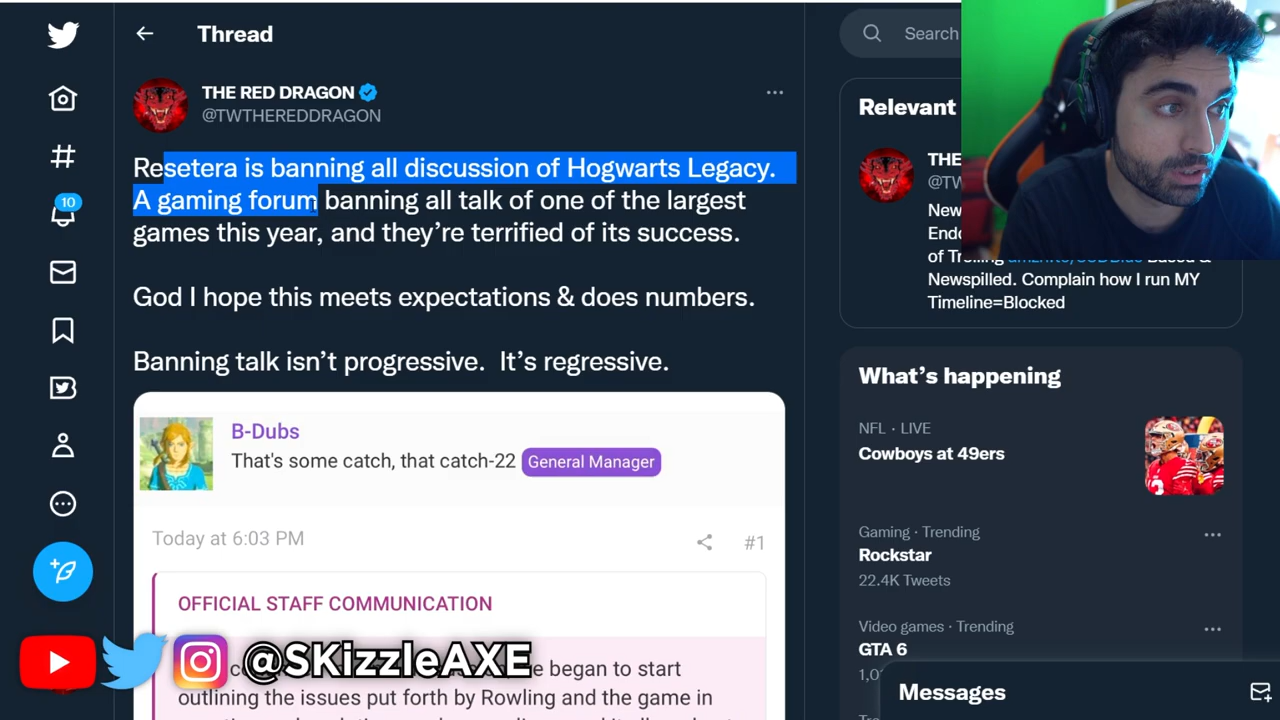 Thread
Search
THE RED DRAGON
@TWTHEREDDRAGON
Resetera is banning all discussion of Hogwarts Legacy.
A gaming forum banning all talk of one of the largest
games this year, and they're terrified of its success.
God I hope this meets expectations & does numbers.
Banning talk isn't progressive. It's regressive.
B-Dubs
That's some catch, that catch-22 General Manager
Today at 6:03 PM
#1
OFFICIAL STAFF COMMUNICATION
began to start
outlining the issues put forth by Rowling and the game in
@SKizzleAXE
10
Relevant
THE
New
Endo
of Trolling
Newspilled. Complain how I run MY
Timeline=Blocked
What's happening
NFL · LIVE
Cowboys at 49ers
Gaming · Trending
Rockstar
22.4K Tweets
Video games · Trending
GTA 6
Messages